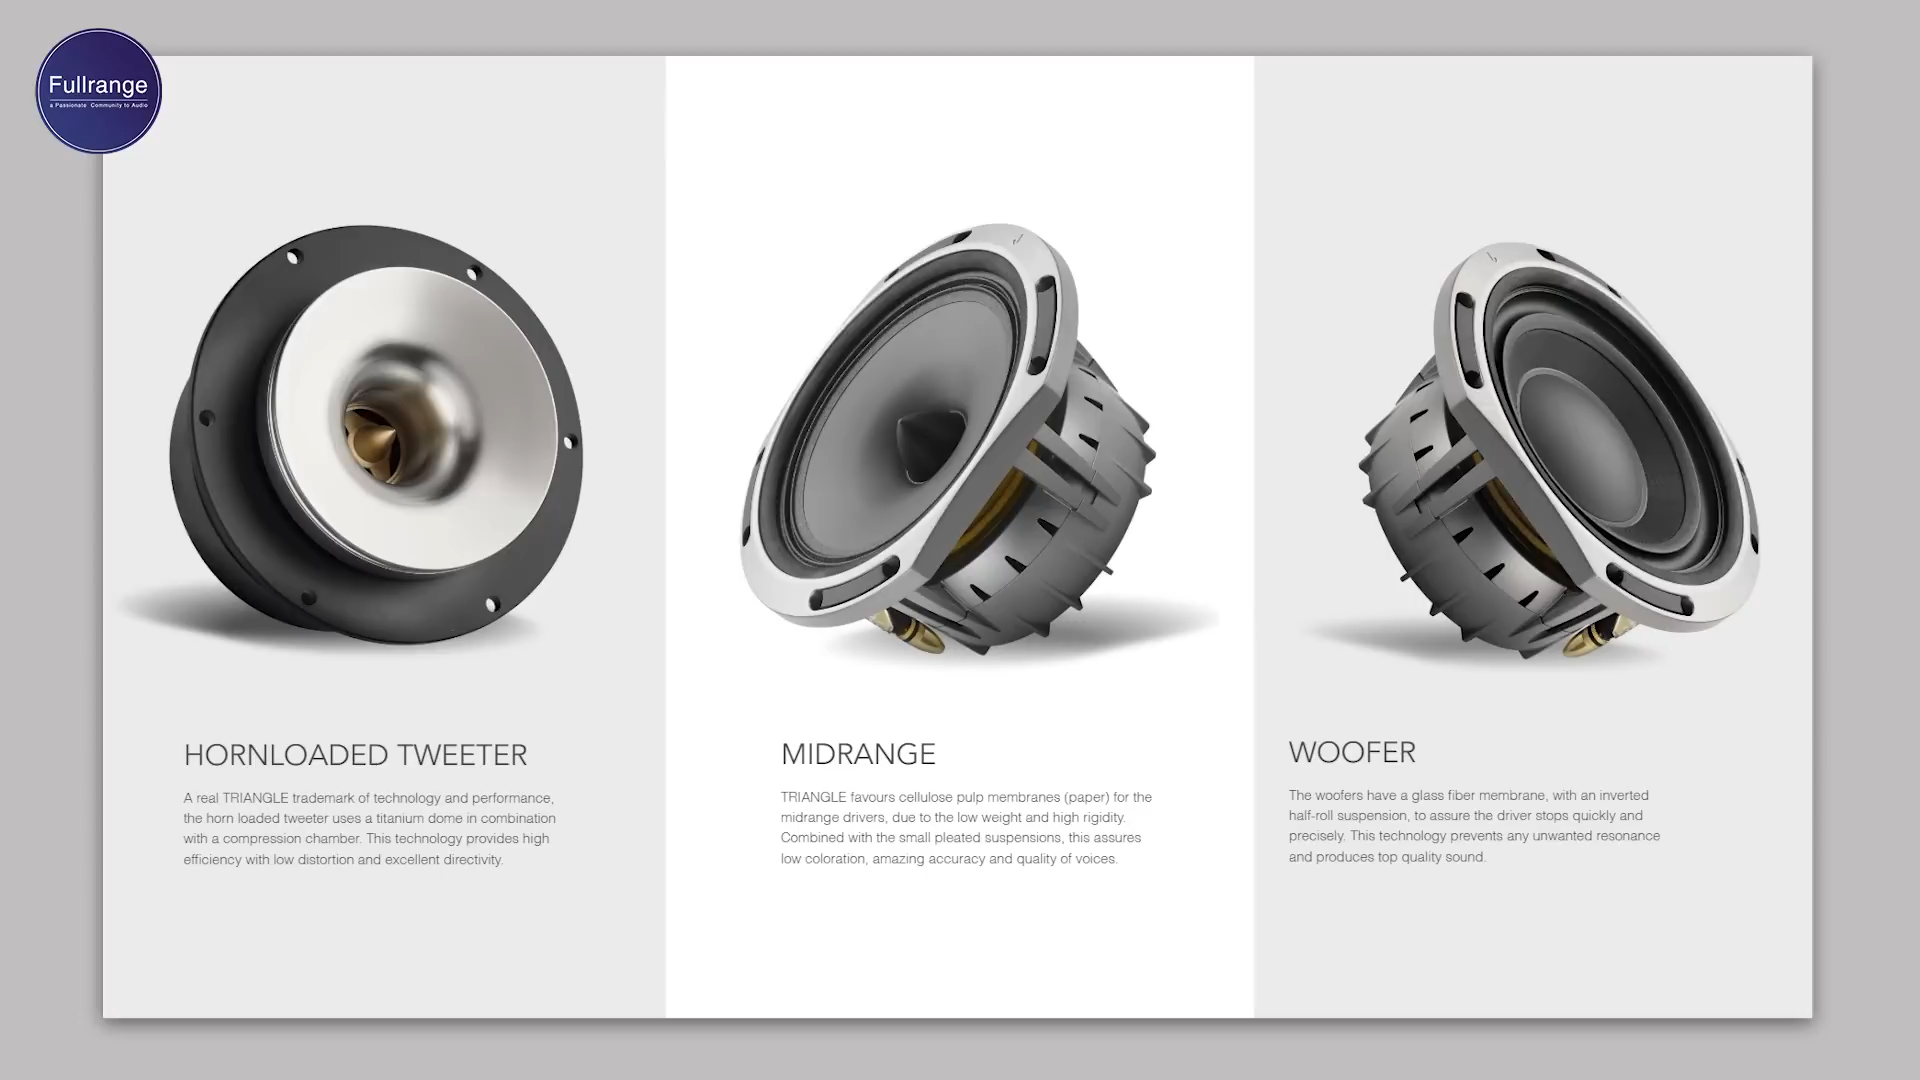 Fullrange
a Passionate Community to Audio
HORNLOADED TWEETER
A real TRIANGLE trademark of technology and performance,
the horn loaded tweeter uses a titanium dome in combination
with a compression chamber. This technology provides high
efficiency with low distortion and excellent directivity.
MIDRANGE
TRIANGLE favours cellulose pulp membranes (paper) for the
midrange drivers, due to the low weight and high rigidity.
Combined with the small pleated suspensions, this assures
low coloration, amazing accuracy and quality of voices.
WOOFER
The woofers have a glass fiber membrane, with an inverted
half-roll suspension, to assure the driver stops quickly and
precisely. This technology prevents any unwanted resonance
and produces top quality sound.